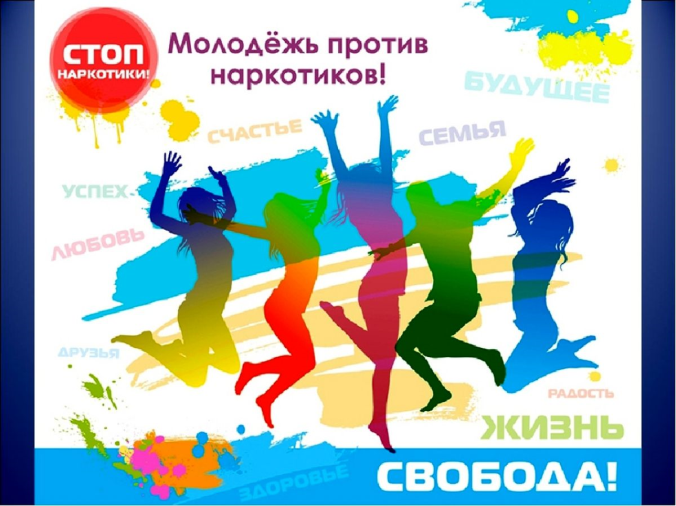 СТОП
НАРКОТИКИ!
Молодёжь против
наркотиков!
БУДУЩЕЕ
СЧАСТЬЕ
СЕМЬЯ
УСПЕХ
ЛЮБОВЬ
ДРУЗЬЯ
РАДОСТЬ
ЖИЗНЬ
СВОБОДА!
ЗДОРОВЬЕ